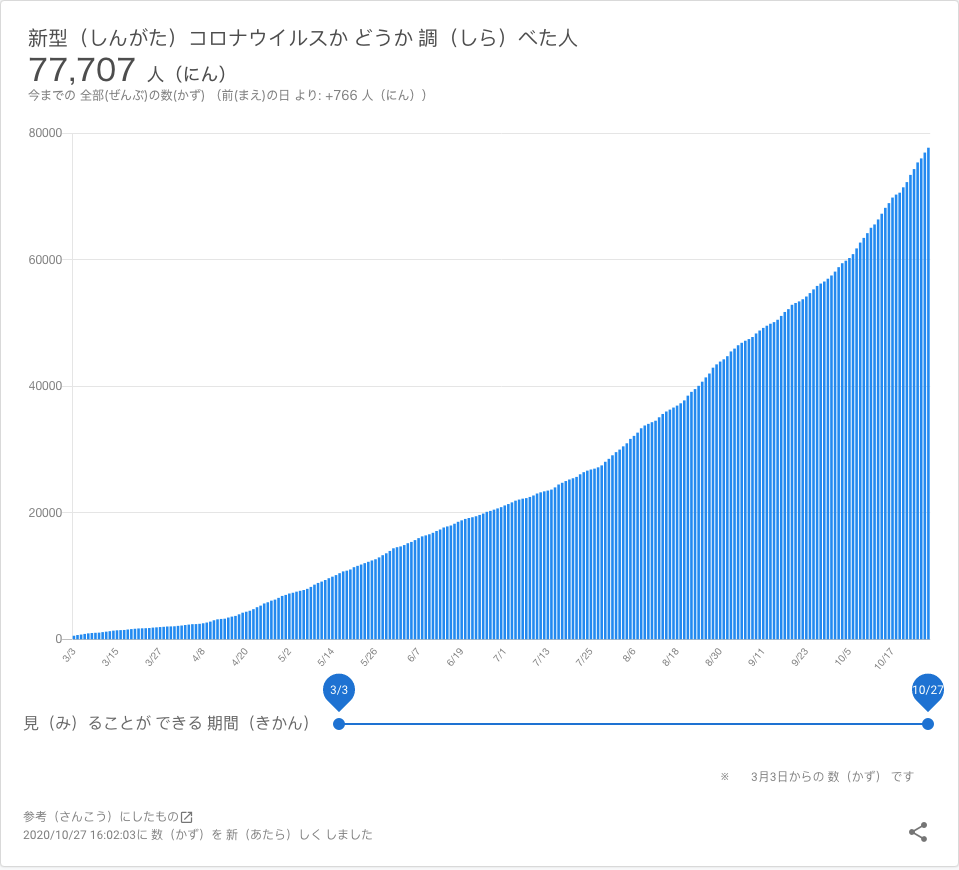 新型（しんがた）コロナウイルスか どうか 調（しら）べた人
77,707 人（にん）
今までの 全部(ぜんぶ)の数(かず) （前(まえ)の日 より: +766 人（にん））
80000
60000
40000
20000
0
3/3 3/15 3/27 4/8 4/20 5/2 5/14 5/26 6/7 6/19 7/1 7/13 7/25 8/6 8/18 8/30 9/11 9/23 10/5 10/17
3/3 10/27
見（み）ることが できる 期間（きかん）
※ 3月3日からの 数（かず） です
参考（さんこう）にしたもの
2020/10/27 16:02:03に 数（かず）を 新（あたら）しく しました